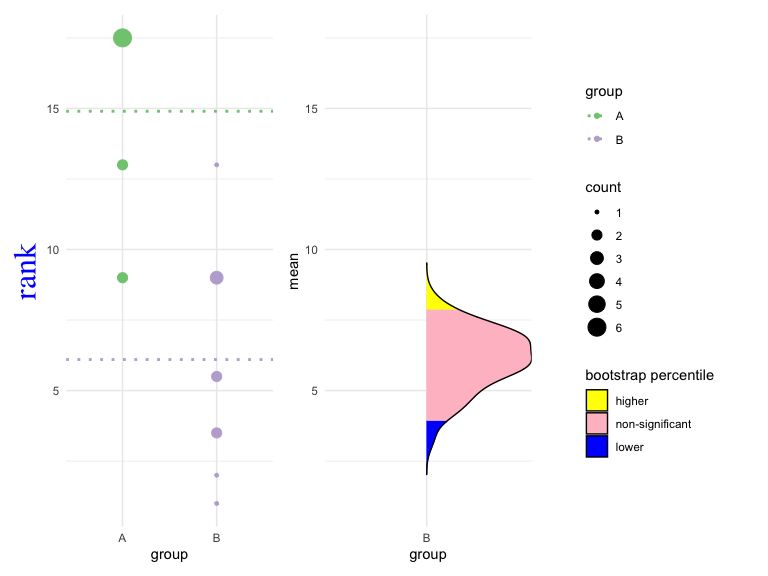 15
10
5
rank
A
B
group
15
10
5
mean
B
group
group
A
B
count
1
2
3
4
5
6
bootstrap percentile
higher
non-significant
lower